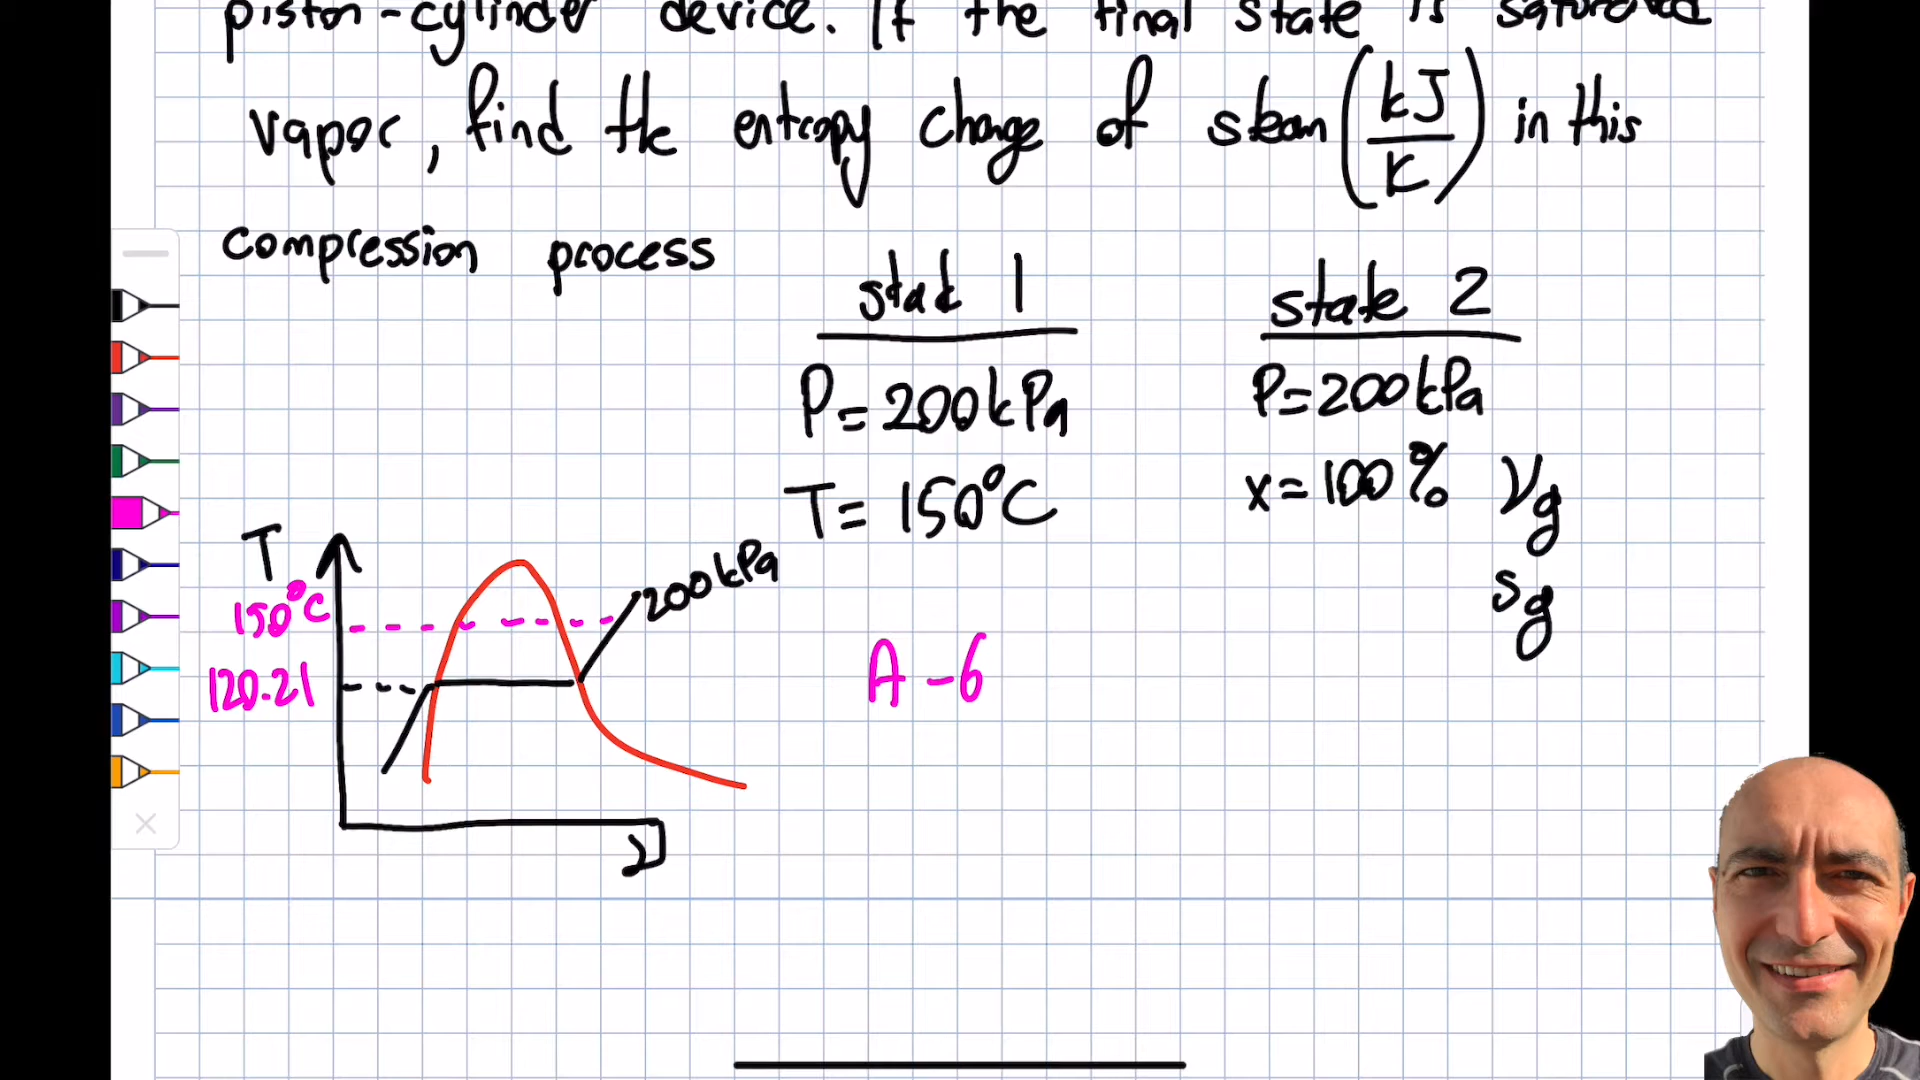 piston-cylinder device. If the final state is saturated
vapor, find the entropy change of steam (kJ/K) in this
compression process
state 1
P=200kPa
T=150°C
state 2
P=200kPa
x=100% νg
sg
T
150°C
120.21
200kPa
ν
A-6